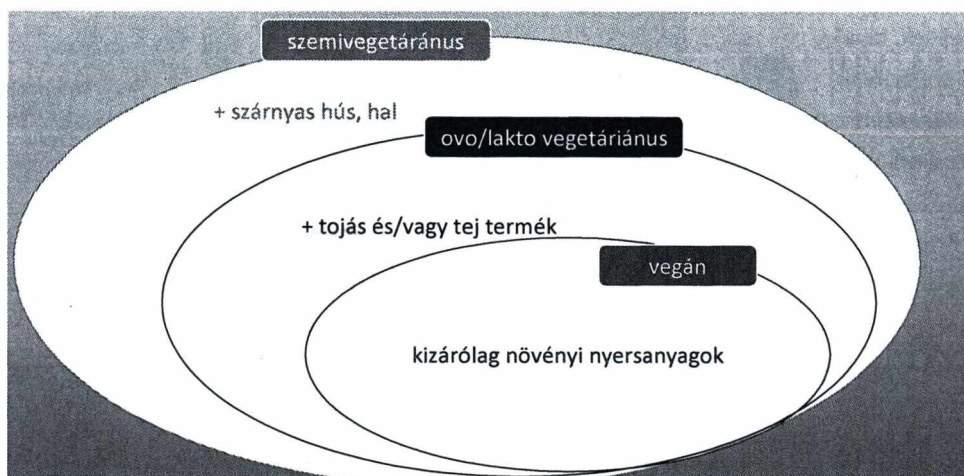 szemivegetáránus
+ szárnyas hús, hal
ovo/lakto vegetáriánus
+ tojás és/vagy tej termék
vegán
kizárólag növényi nyersanyagok